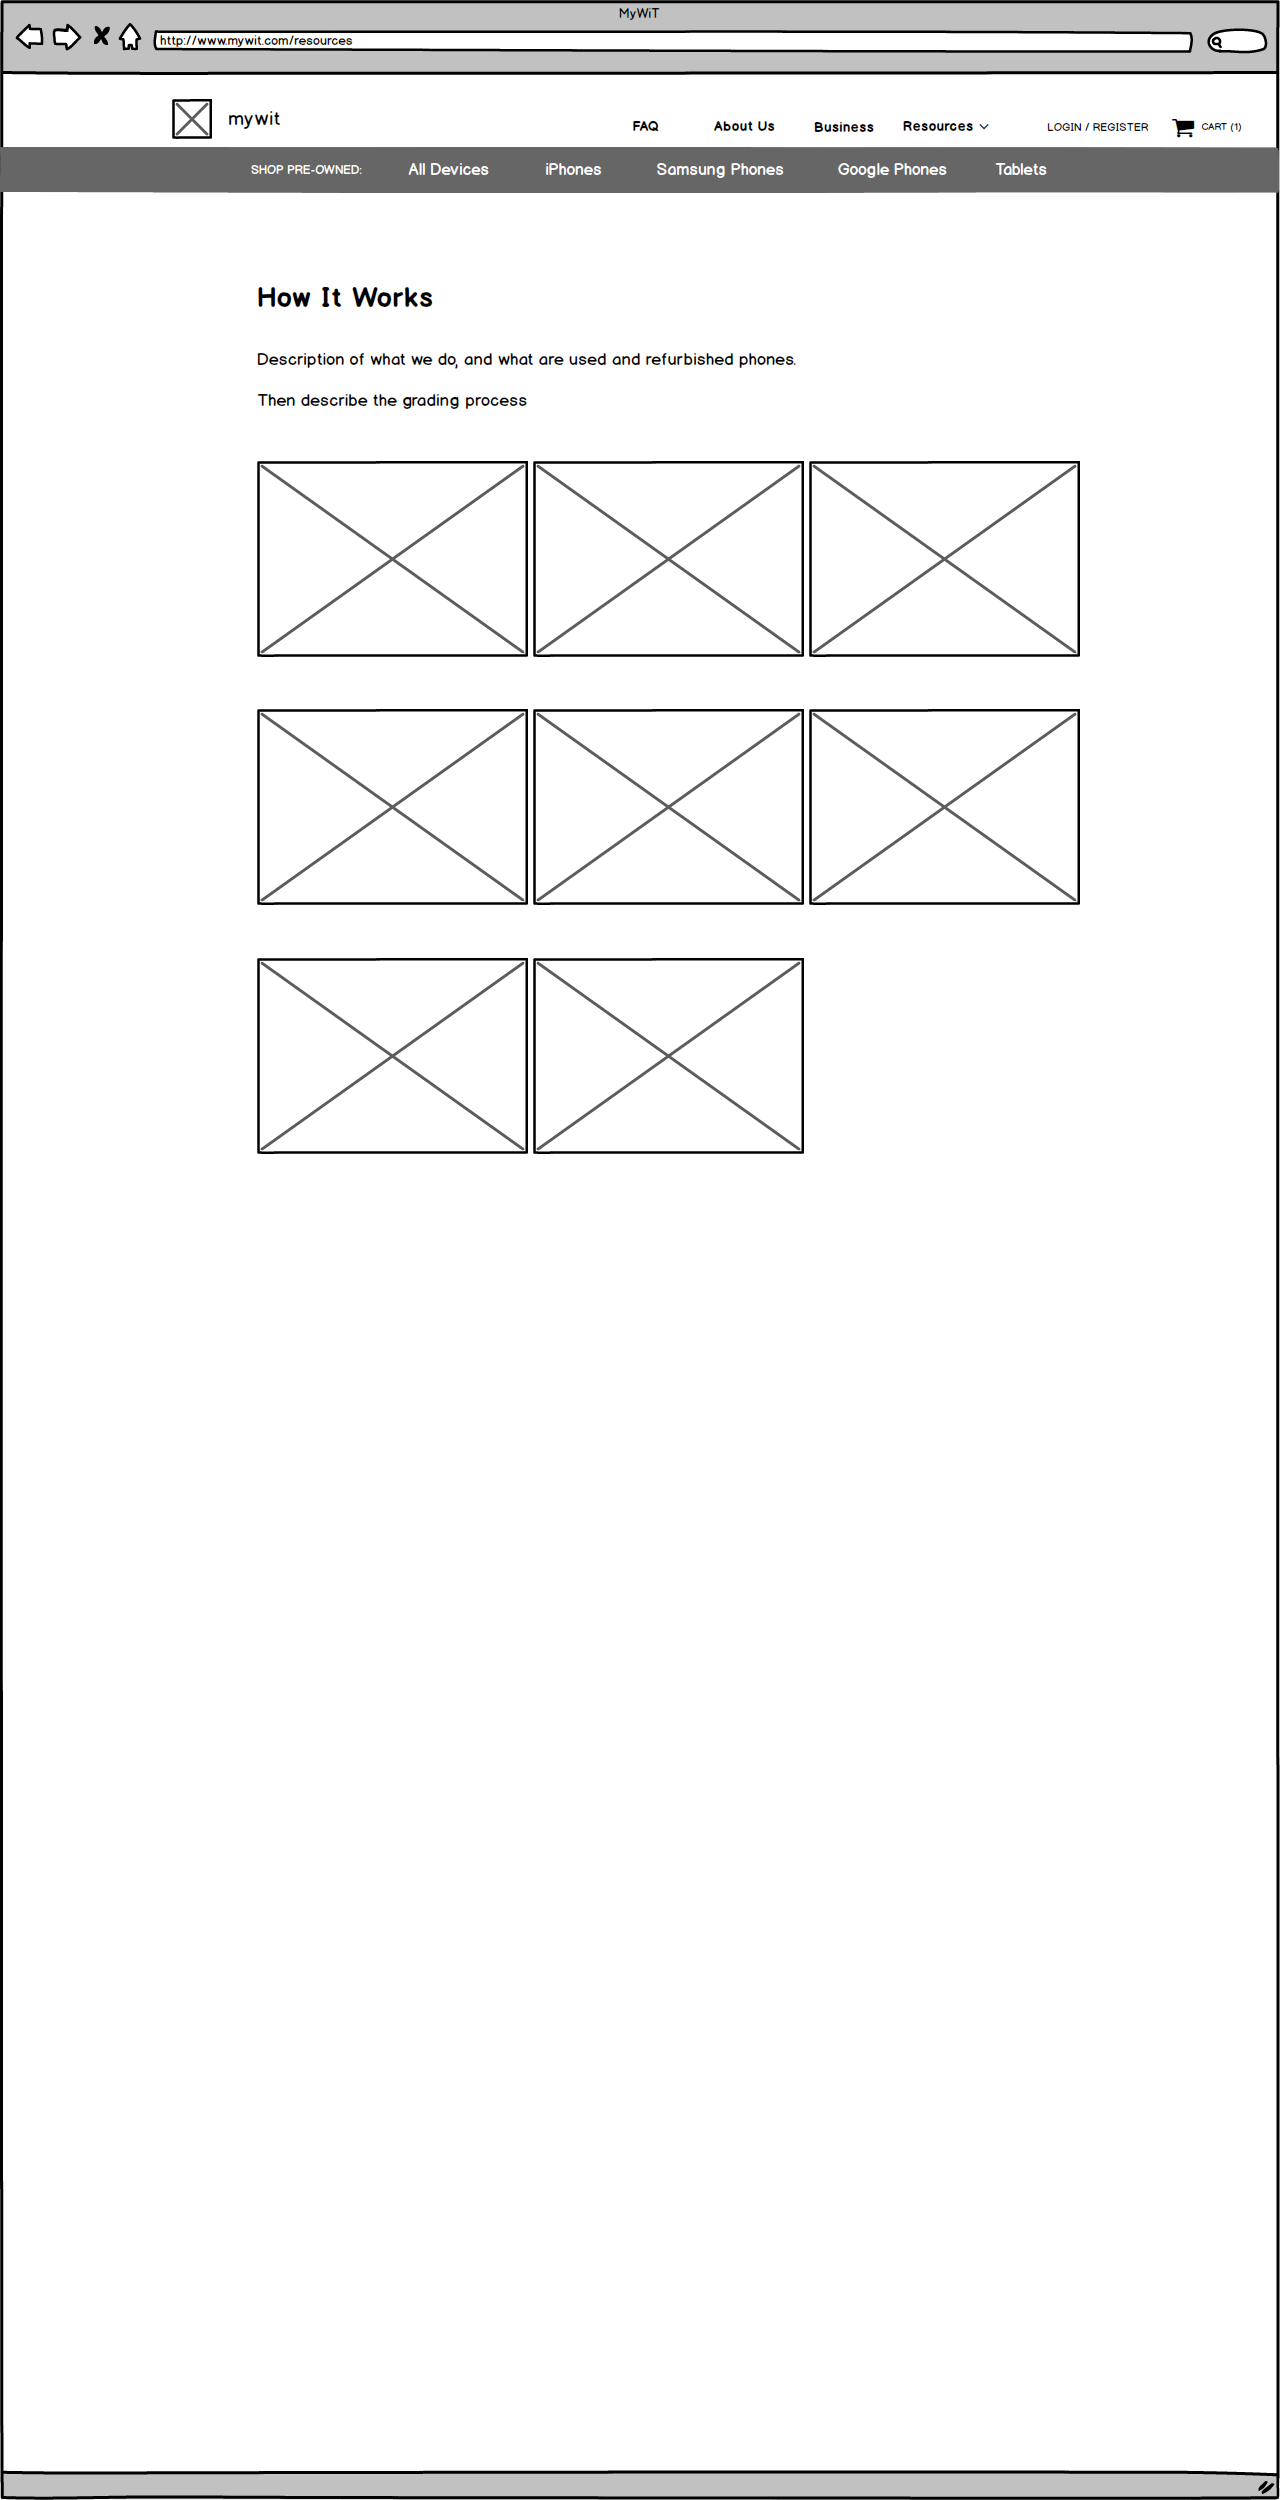 MyWiT
http://www.mywit.com/resources
mywit
FAQ About Us Business Resources LOGIN / REGISTER CART (1)
SHOP PRE-OWNED: All Devices iPhones Samsung Phones Google Phones Tablets
How It Works
Description of what we do, and what are used and refurbished phones.
Then describe the grading process